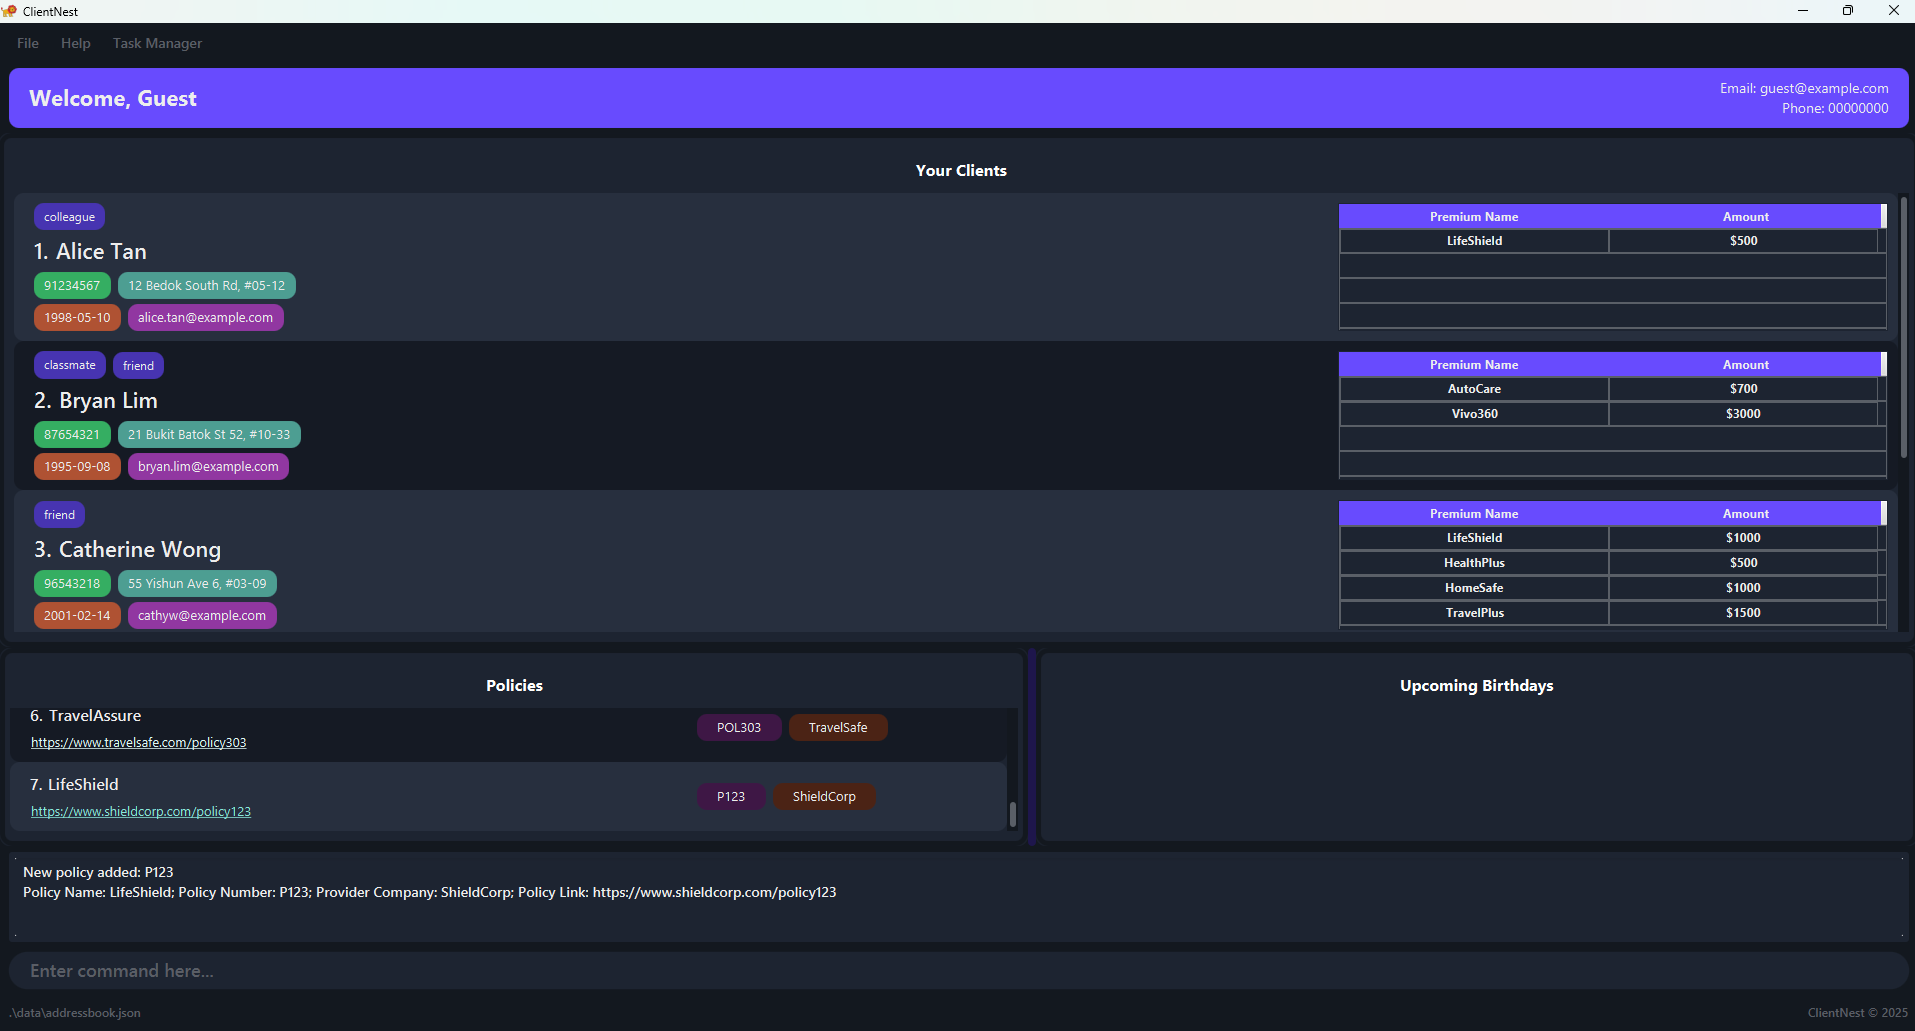 ClientNest
File Help Task Manager
Welcome, Guest
Email: guest@example.com
Phone: 00000000
Your Clients
colleague
1. Alice Tan
91234567 12 Bedok South Rd, #05-12
1998-05-10 alice.tan@example.com
Premium Name Amount
LifeShield $500
classmate friend
2. Bryan Lim
87654321 21 Bukit Batok St 52, #10-33
1995-09-08 bryan.lim@example.com
Premium Name Amount
AutoCare $700
Vivo360 $3000
friend
3. Catherine Wong
96543218 55 Yishun Ave 6, #03-09
2001-02-14 cathyw@example.com
Premium Name Amount
LifeShield $1000
HealthPlus $500
HomeSafe $1000
TravelPlus $1500
Policies
6. TravelAssure
https://www.travelsafe.com/policy303
POL303 TravelSafe
7. LifeShield
https://www.shieldcorp.com/policy123
P123 ShieldCorp
Upcoming Birthdays
New policy added: P123
Policy Name: LifeShield; Policy Number: P123; Provider Company: ShieldCorp; Policy Link: https://www.shieldcorp.com/policy123
Enter command here...
.\data\addressbook.json
ClientNest © 2025